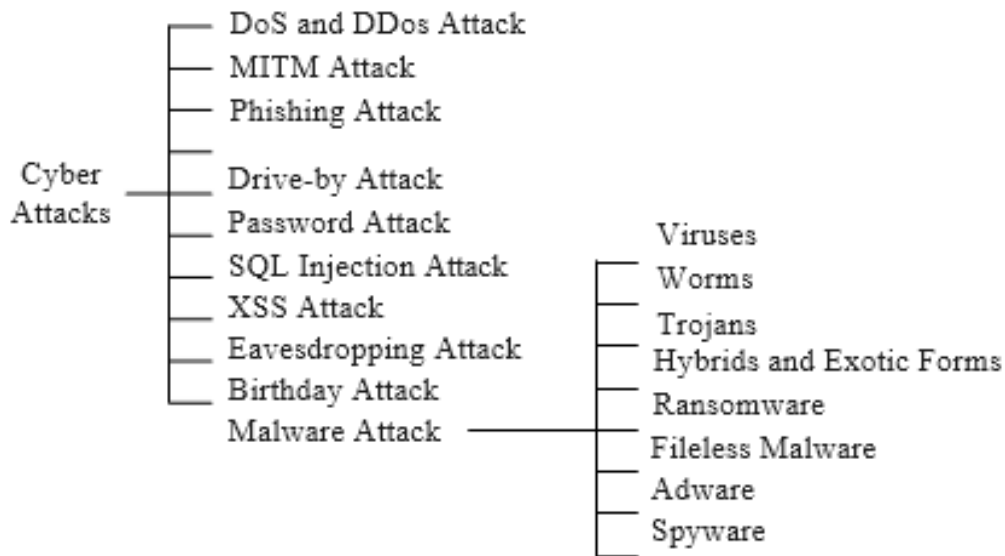 DoS and DDos Attack
MITM Attack
Phishing Attack
Cyber
Attacks
Drive-by Attack
Password Attack
SQL Injection Attack
XSS Attack
Eavesdropping Attack
Birthday Attack
Malware Attack
Viruses
Worms
Trojans
Hybrids and Exotic Forms
Ransomware
Fileless Malware
Adware
Spyware